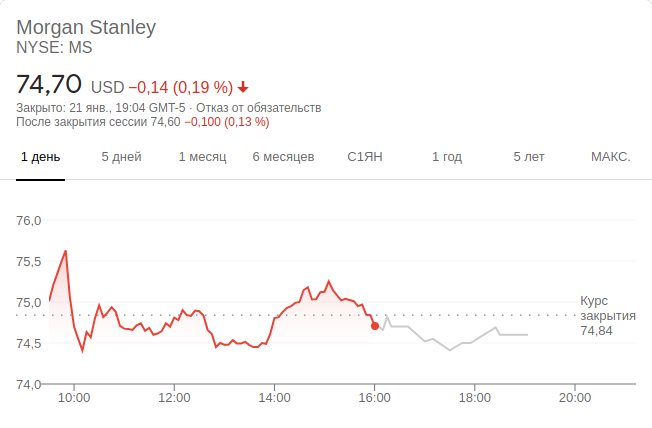 Morgan Stanley
NYSE: MS
74,70 USD −0,14 (0,19 %)
Закрыто: 21 янв., 19:04 GMT-5 · Отказ от обязательств
После закрытия сессии 74,60 −0,100 (0,13 %)
1 день 5 дней 1 месяц 6 месяцев С1ЯН 1 год 5 лет МАКС.
76,0
75,5
75,0
74,5
74,0
Курс
закрытия
74,84
10:00 12:00 14:00 16:00 18:00 20:00